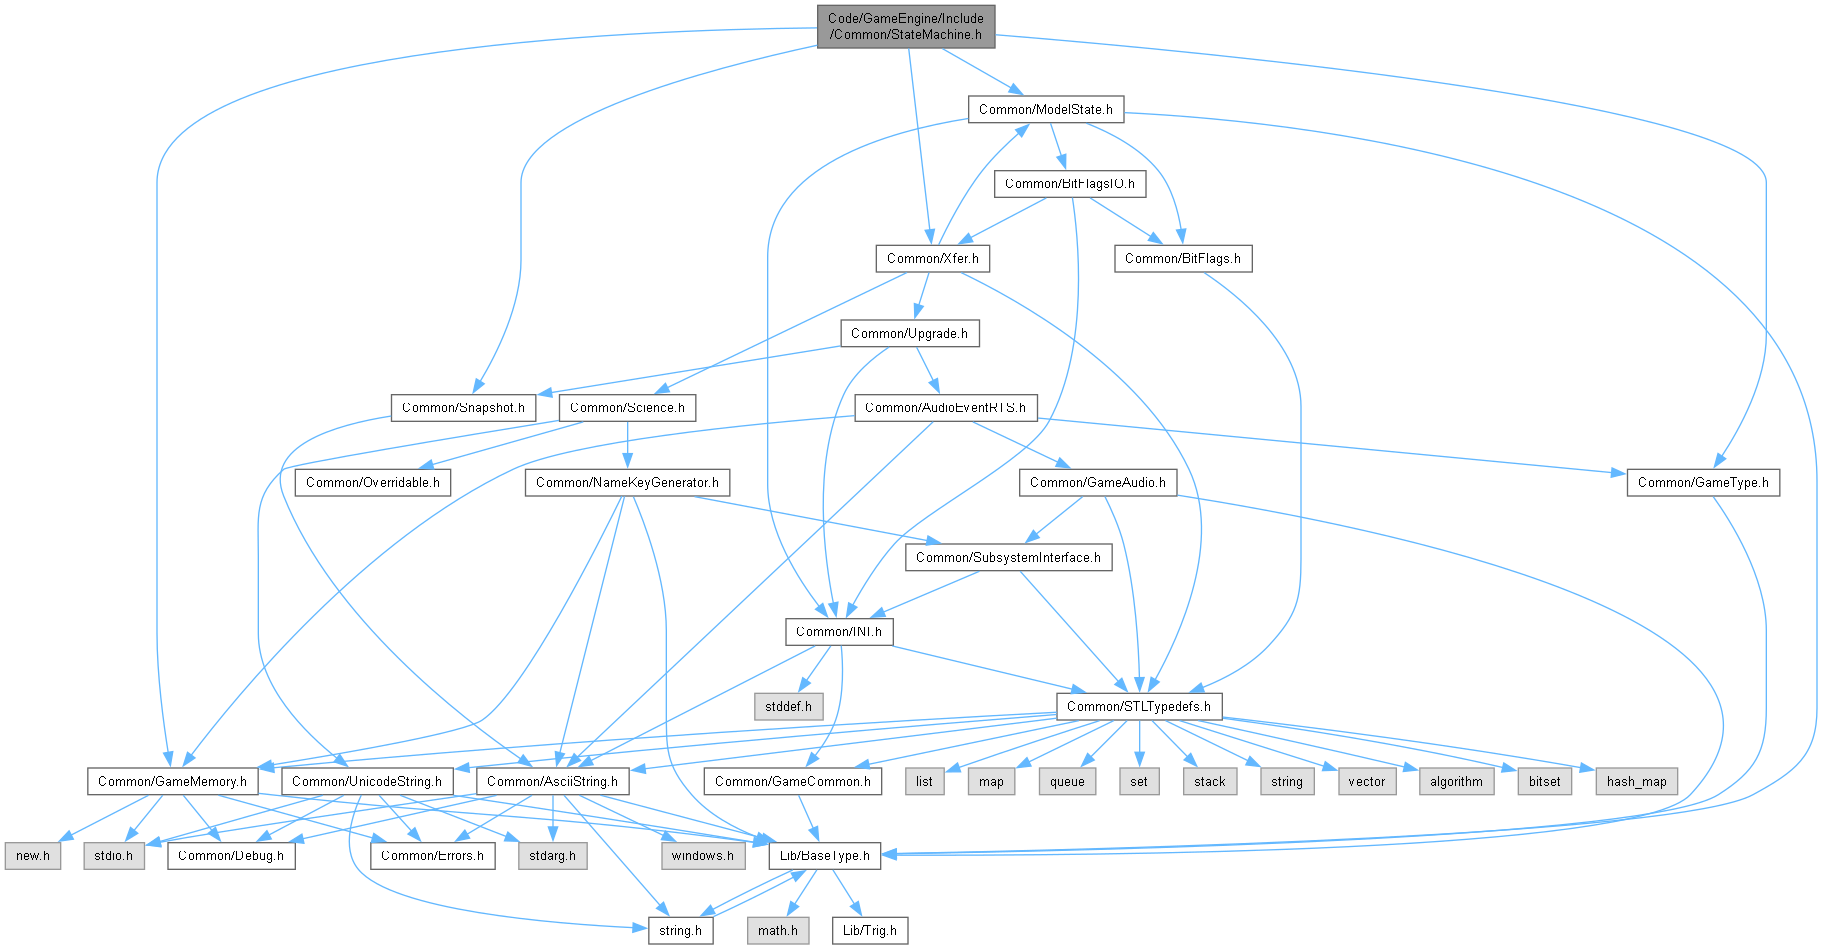 Code/GameEngine/Include
/Common/StateMachine.h
Common/ModelState.h
Common/BitFlagsIO.h
Common/Xfer.h
Common/BitFlags.h
Common/Upgrade.h
Common/Snapshot.h
Common/Science.h
Common/AudioEventRTS.h
Common/Overridable.h
Common/NameKeyGenerator.h
Common/GameAudio.h
Common/GameType.h
Common/SubsystemInterface.h
Common/INI.h
stddef.h
Common/STLTypedefs.h
Common/GameMemory.h
Common/UnicodeString.h
Common/AsciiString.h
Common/GameCommon.h
list
map
queue
set
stack
string
vector
algorithm
bitset
hash_map
new.h
stdio.h
Common/Debug.h
Common/Errors.h
stdarg.h
windows.h
Lib/BaseType.h
string.h
math.h
Lib/Trig.h